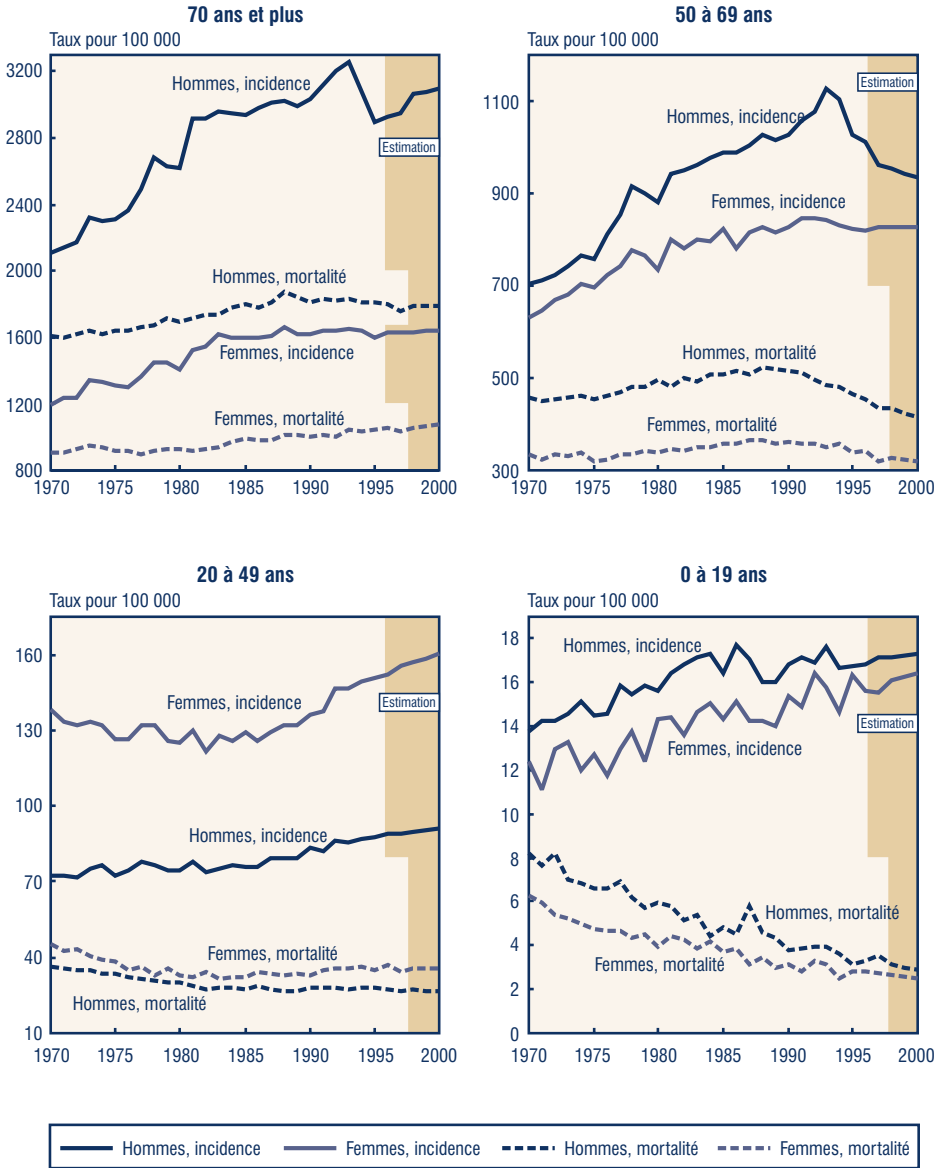 70 ans et plus
Taux pour 100 000
3200
2800
2400
2000
1600
1200
800
Hommes, incidence
Estimation
Hommes, mortalité
Femmes, incidence
Femmes, mortalité
1970 1975 1980 1985 1990 1995 2000
50 à 69 ans
Taux pour 100 000
1100
900
700
500
300
Estimation
Hommes, incidence
Femmes, incidence
Hommes, mortalité
Femmes, mortalité
1970 1975 1980 1985 1990 1995 2000
20 à 49 ans
Taux pour 100 000
160
130
100
70
40
10
Femmes, incidence
Estimation
Hommes, incidence
Femmes, mortalité
Hommes, mortalité
1970 1975 1980 1985 1990 1995 2000
0 à 19 ans
Taux pour 100 000
18
16
14
12
10
8
6
4
2
0
Hommes, incidence
Estimation
Femmes, incidence
Hommes, mortalité
Femmes, mortalité
1970 1975 1980 1985 1990 1995 2000
Hommes, incidence Femmes, incidence Hommes, mortalité Femmes, mortalité